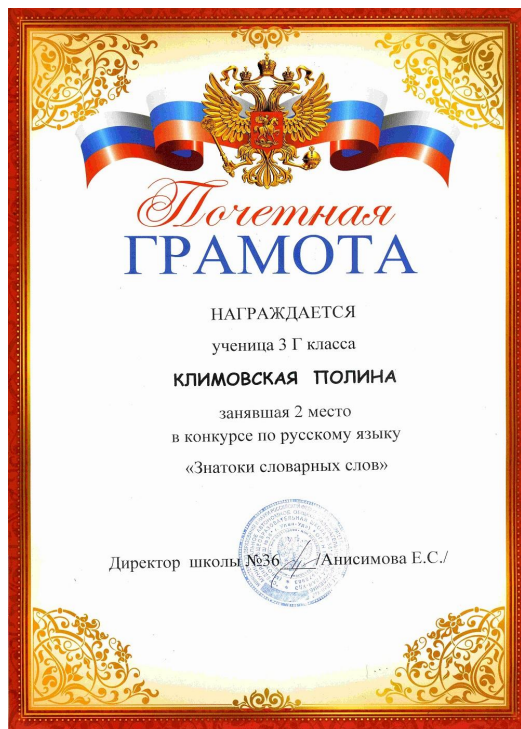 Почетная
ГРАМОТА
НАГРАЖДАЕТСЯ
ученица 3 Г класса
КЛИМОВСКАЯ ПОЛИНА
занявшая 2 место
в конкурсе по русскому языку
«Знатоки словарных слов»
Директор школы №36 /Анисимова Е.С./